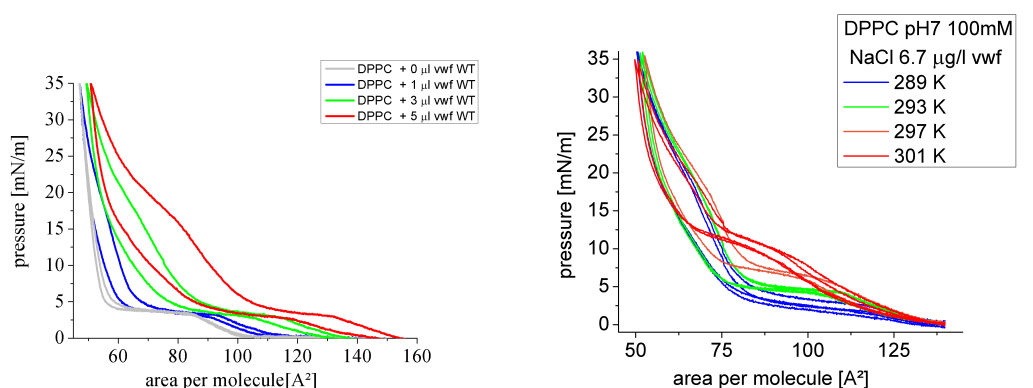 DPPC + 0 µl vwf WT
DPPC + 1 µl vwf WT
DPPC + 3 µl vwf WT
DPPC + 5 µl vwf WT
35
30
25
20
15
10
5
0
pressure [mN/m]
60 80 100 120 140 160
area per molecule[A²]
DPPC pH7 100mM
NaCl 6.7 µg/l vwf
289 K
293 K
297 K
301 K
35
30
25
20
15
10
5
0
pressure [mN/m]
50 75 100 125
area per molecule [A²]